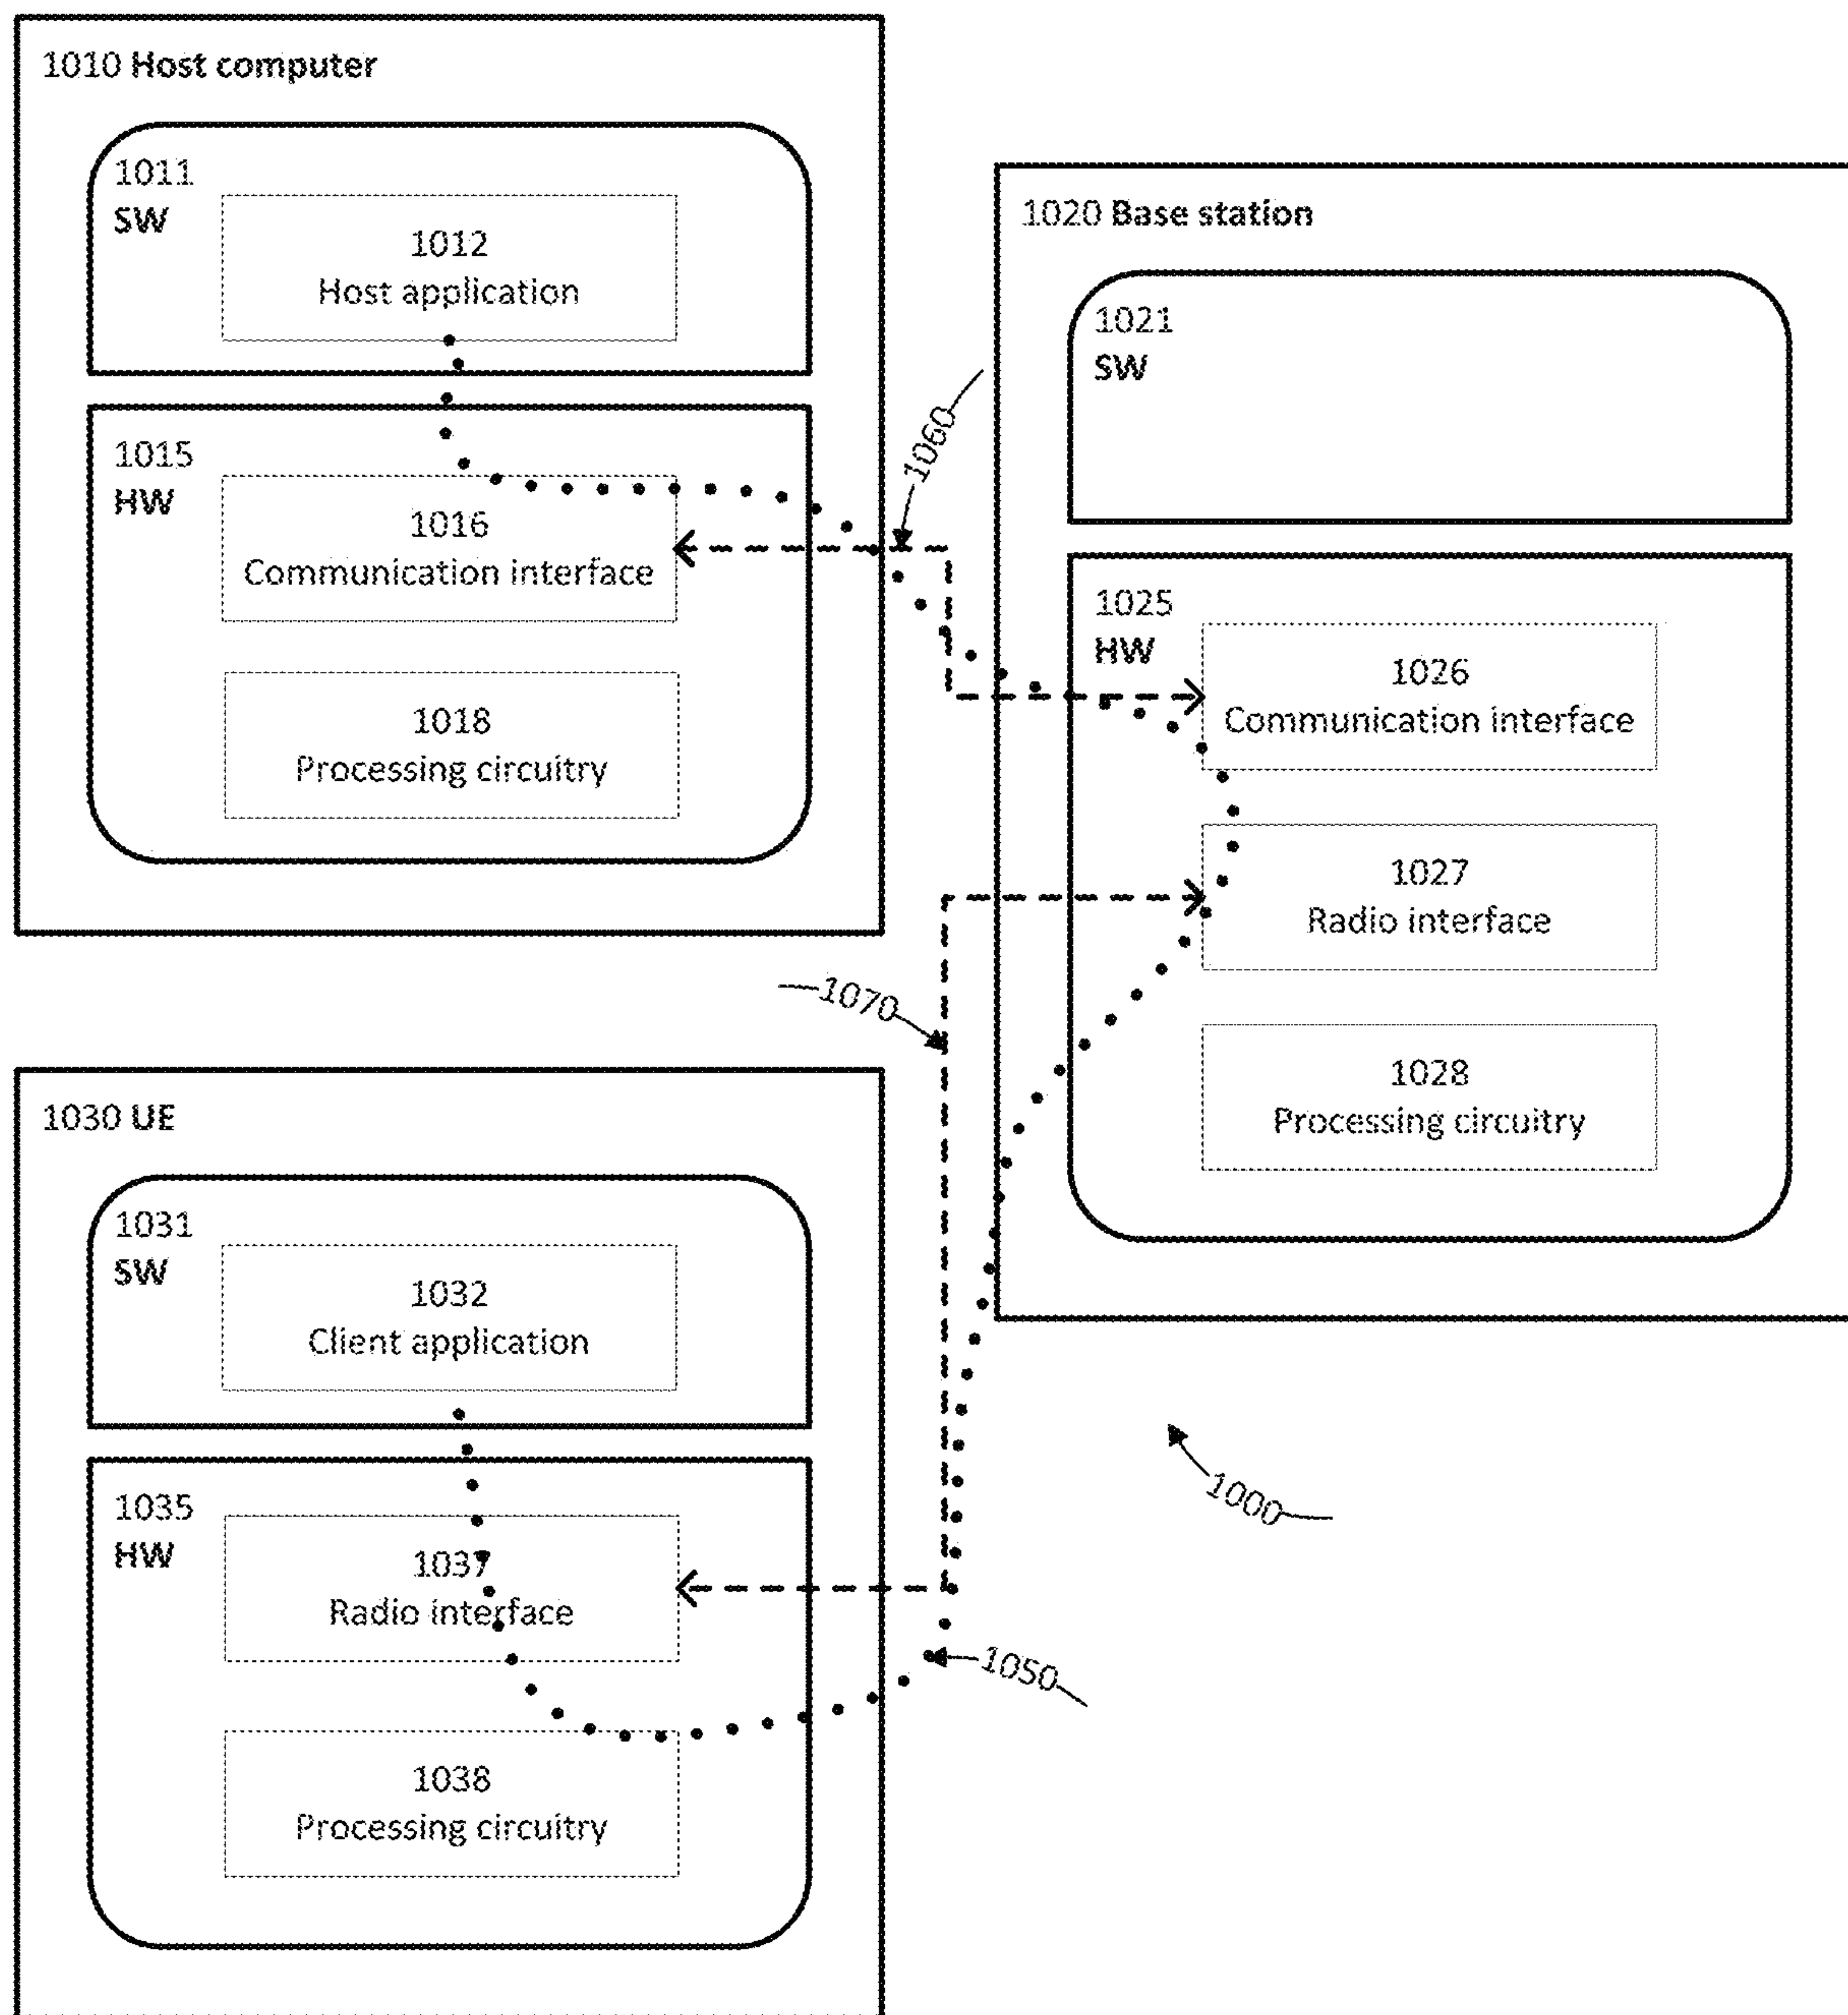 1010 Host computer
1011
SW
1012
Host application
1015
HW
1016
Communication interface
1018
Processing circuitry
1060
1020 Base station
1021
SW
1025
HW
1026
Communication interface
1027
Radio interface
1028
Processing circuitry
1070
1030 UE
1031
SW
1032
Client application
1035
HW
1037
Radio interface
1038
Processing circuitry
1050
1000